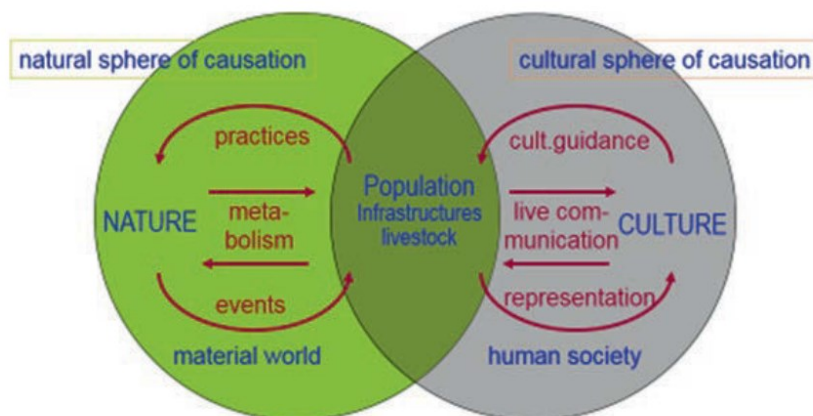 natural sphere of causation
cultural sphere of causation
practices
cult.guidance
Population
Infrastructures
livestock
NATURE
meta-
bolism
live com-
munication
CULTURE
events
representation
material world
human society